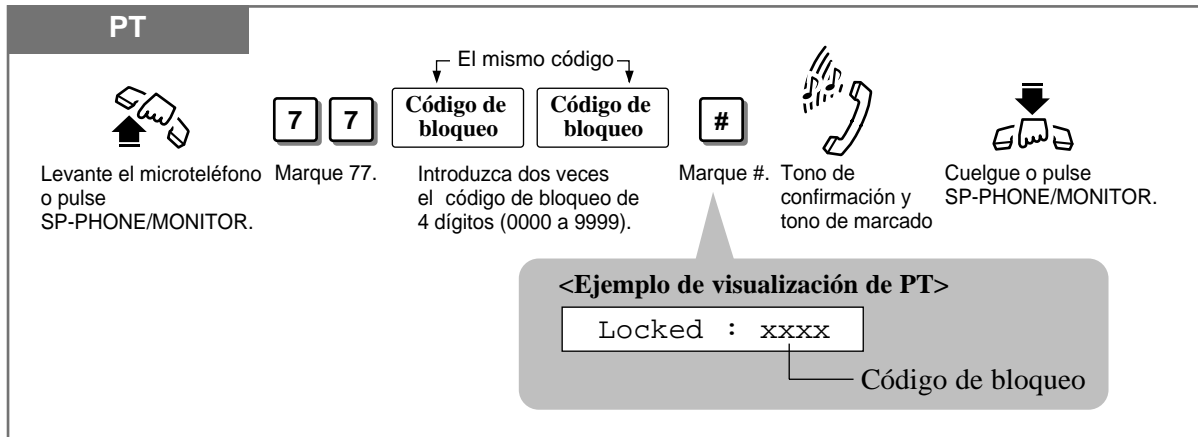 PT
El mismo código
7 7 Código de bloqueo Código de bloqueo #
Levante el microteléfono
o pulse
SP-PHONE/MONITOR.
Marque 77.
Introduzca dos veces
el código de bloqueo de
4 dígitos (0000 a 9999).
Marque #.
Tono de
confirmación y
tono de marcado
Cuelgue o pulse
SP-PHONE/MONITOR.
<Ejemplo de visualización de PT>
Locked : xxxx
Código de bloqueo